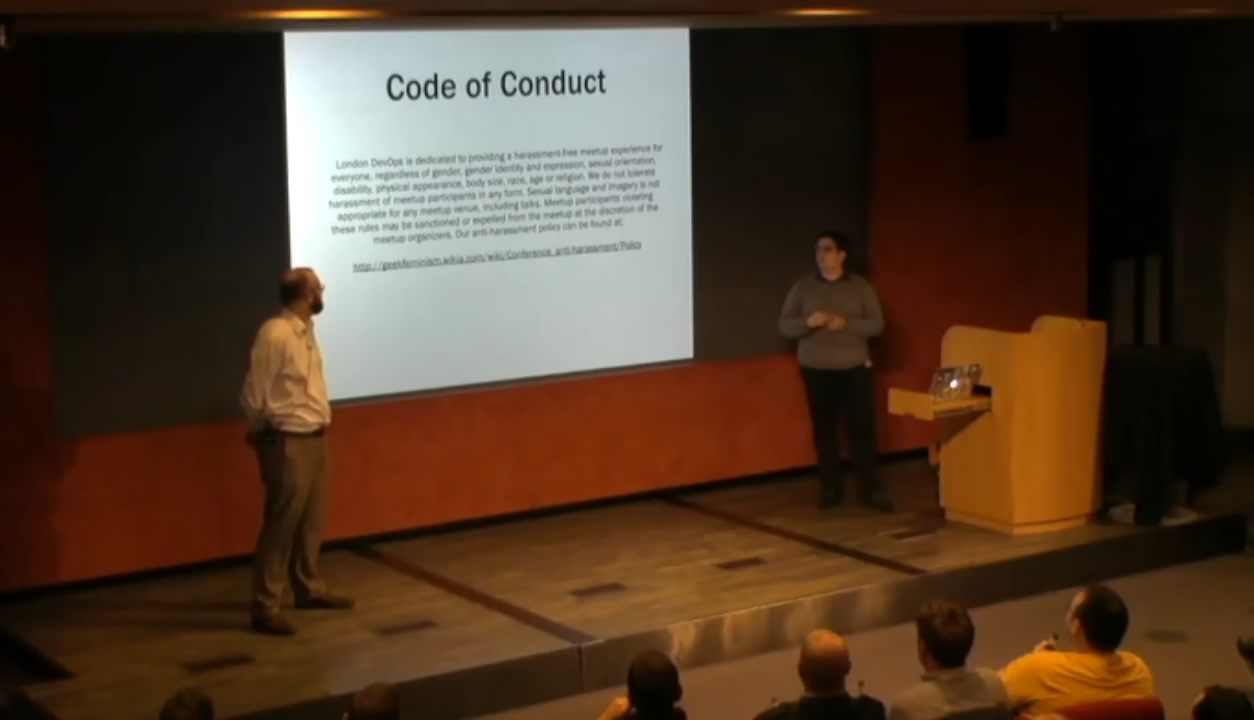 Code of Conduct
London DevOps is dedicated to providing a harassment-free meetup experience for
everyone, regardless of gender, gender identity and expression, sexual orientation,
disability, physical appearance, body size, race, age or religion. We do not tolerate
harassment of meetup participants in any form. Sexual language and imagery is not
appropriate for any meetup venue, including talks. Meetup participants violating
these rules may be sanctioned or expelled from the meetup at the discretion of the
meetup organizers. Our anti-harassment policy can be found at:
http://geekfeminism.wikia.com/wiki/Conference_anti-harassment/Policy